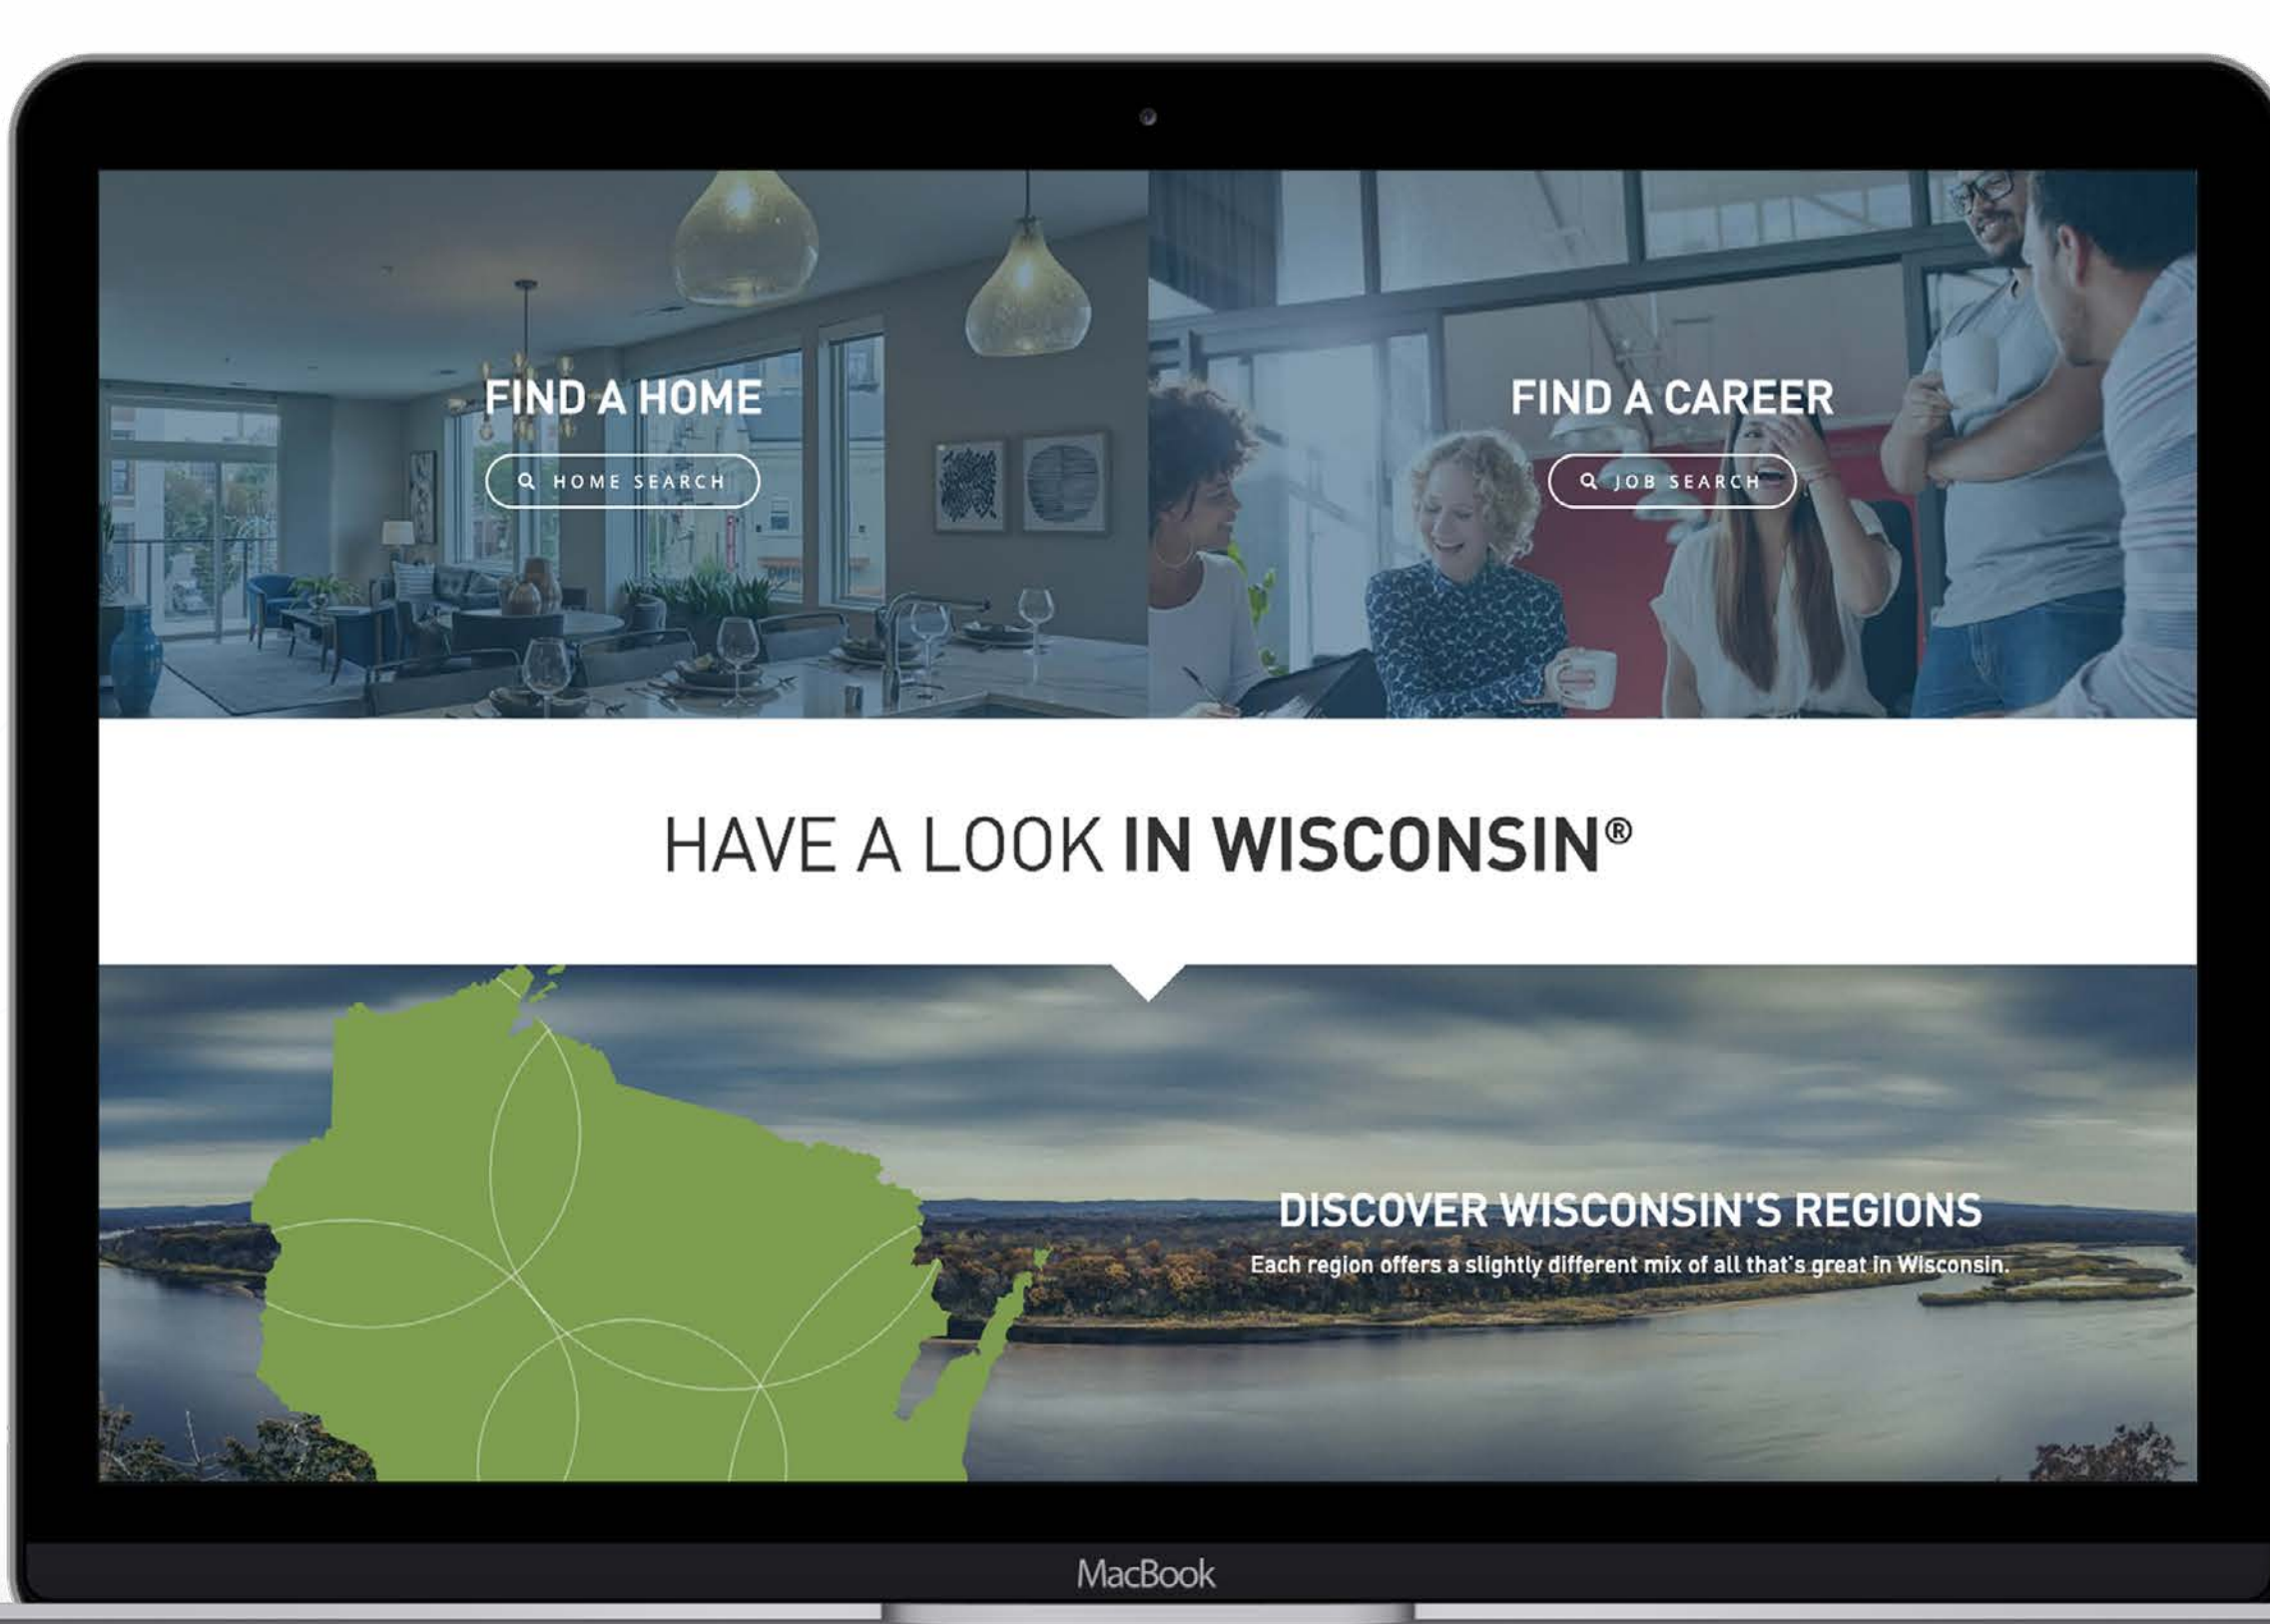 FIND A HOME
HOME SEARCH
FIND A CAREER
JOB SEARCH
HAVE A LOOK IN WISCONSIN®
DISCOVER WISCONSIN'S REGIONS
Each region offers a slightly different mix of all that's great in Wisconsin.
MacBook